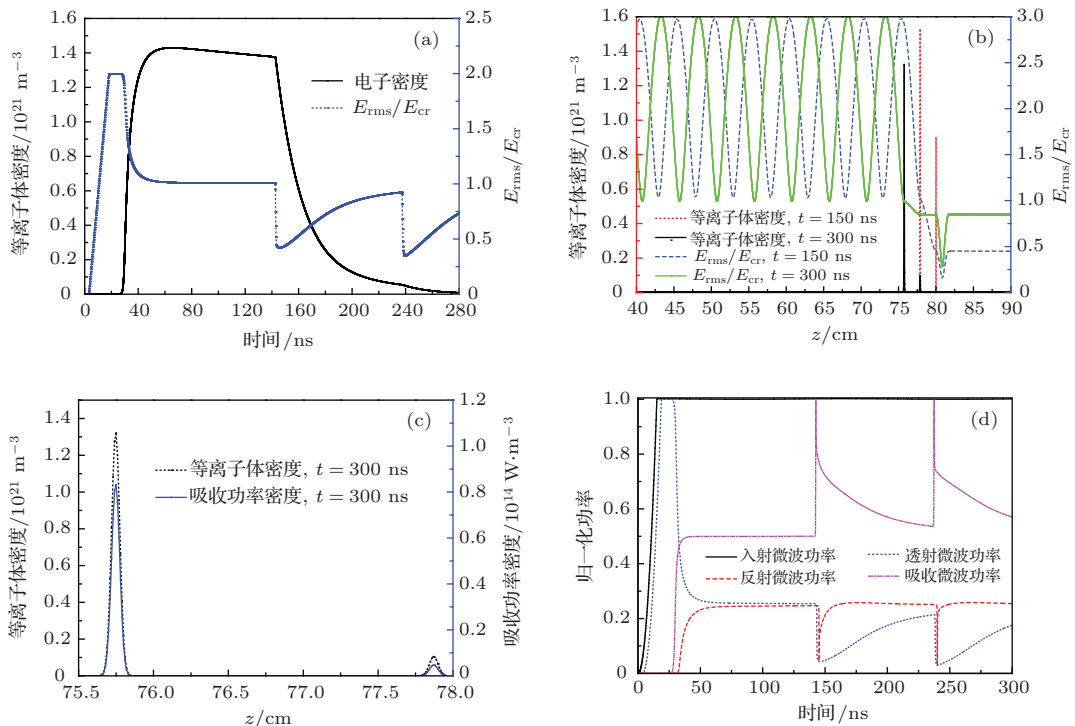 (a)
等离子体密度/10²¹ m⁻³
1.6
1.4
1.2
1.0
0.8
0.6
0.4
0.2
0
0 40 80 120 160 200 240 280
时间/ns
2.5
2.0
1.5
1.0
0.5
0
E_rms/E_cr
电子密度
E_rms/E_cr
(b)
等离子体密度/10²¹ m⁻³
1.6
1.4
1.2
1.0
0.8
0.6
0.4
0.2
0
40 45 50 55 60 65 70 75 80 85 90
z/cm
3.0
2.5
2.0
1.5
1.0
0.5
0
E_rms/E_cr
等离子体密度, t = 150 ns
等离子体密度, t = 300 ns
E_rms/E_cr, t = 150 ns
E_rms/E_cr, t = 300 ns
(c)
等离子体密度/10²¹ m⁻³
1.4
1.2
1.0
0.8
0.6
0.4
0.2
0
75.5 76.0 76.5 77.0 77.5 78.0
z/cm
1.2
1.0
0.8
0.6
0.4
0.2
0
吸收功率密度/10¹⁴ W·m⁻³
等离子体密度, t = 300 ns
吸收功率密度, t = 300 ns
(d)
归一化功率
1.0
0.8
0.6
0.4
0.2
0
0 50 100 150 200 250 300
时间/ns
入射微波功率
反射微波功率
透射微波功率
吸收微波功率